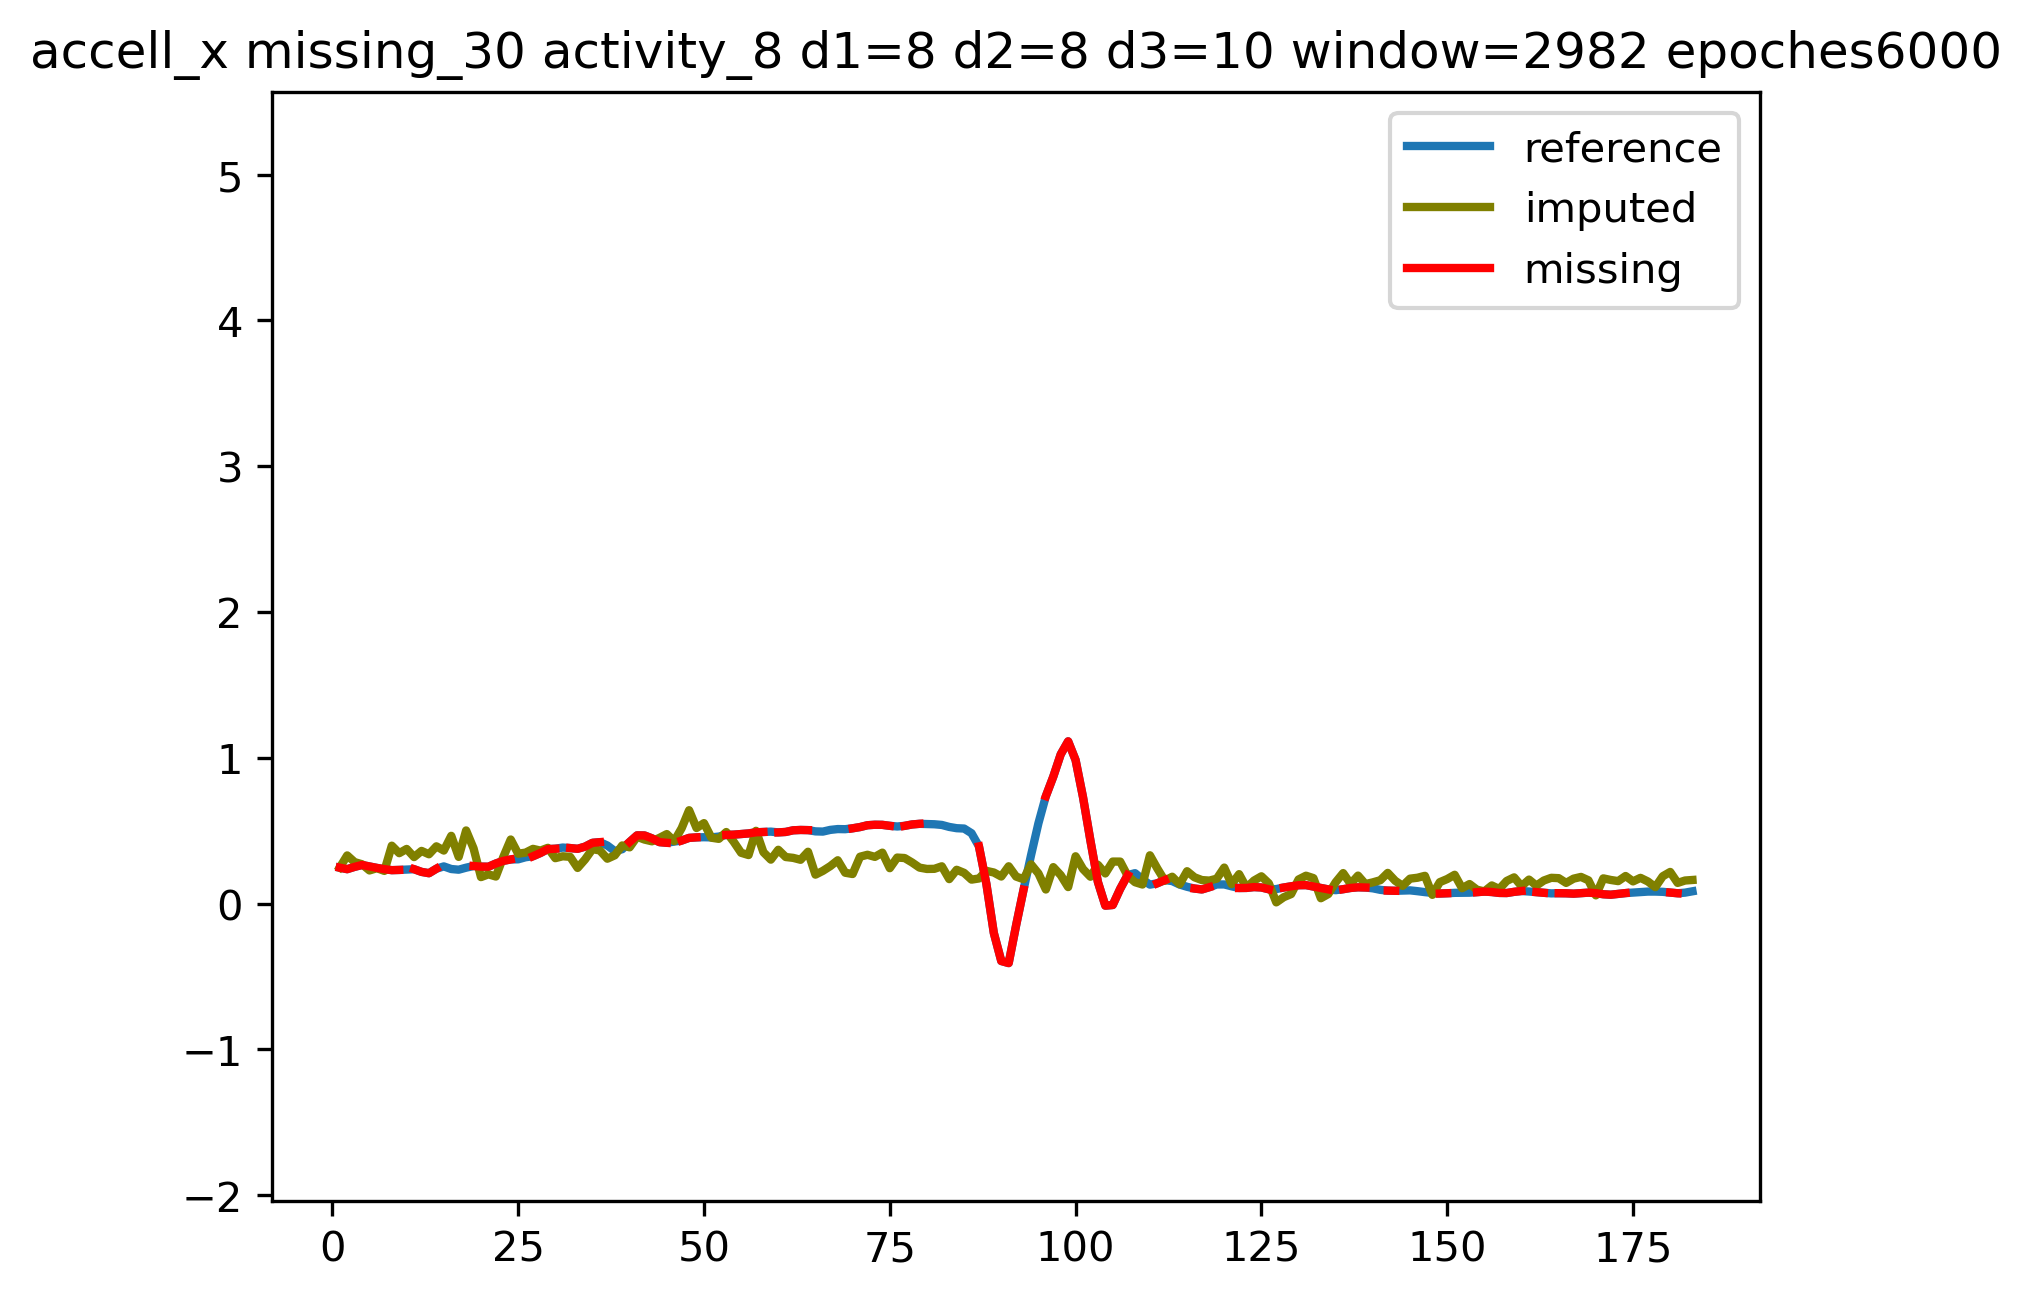 accell_x missing_30 activity_8 d1=8 d2=8 d3=10 window=2982 epoches6000
reference
imputed
missing
5
4
3
2
1
0
−1
−2
0 25 50 75 100 125 150 175